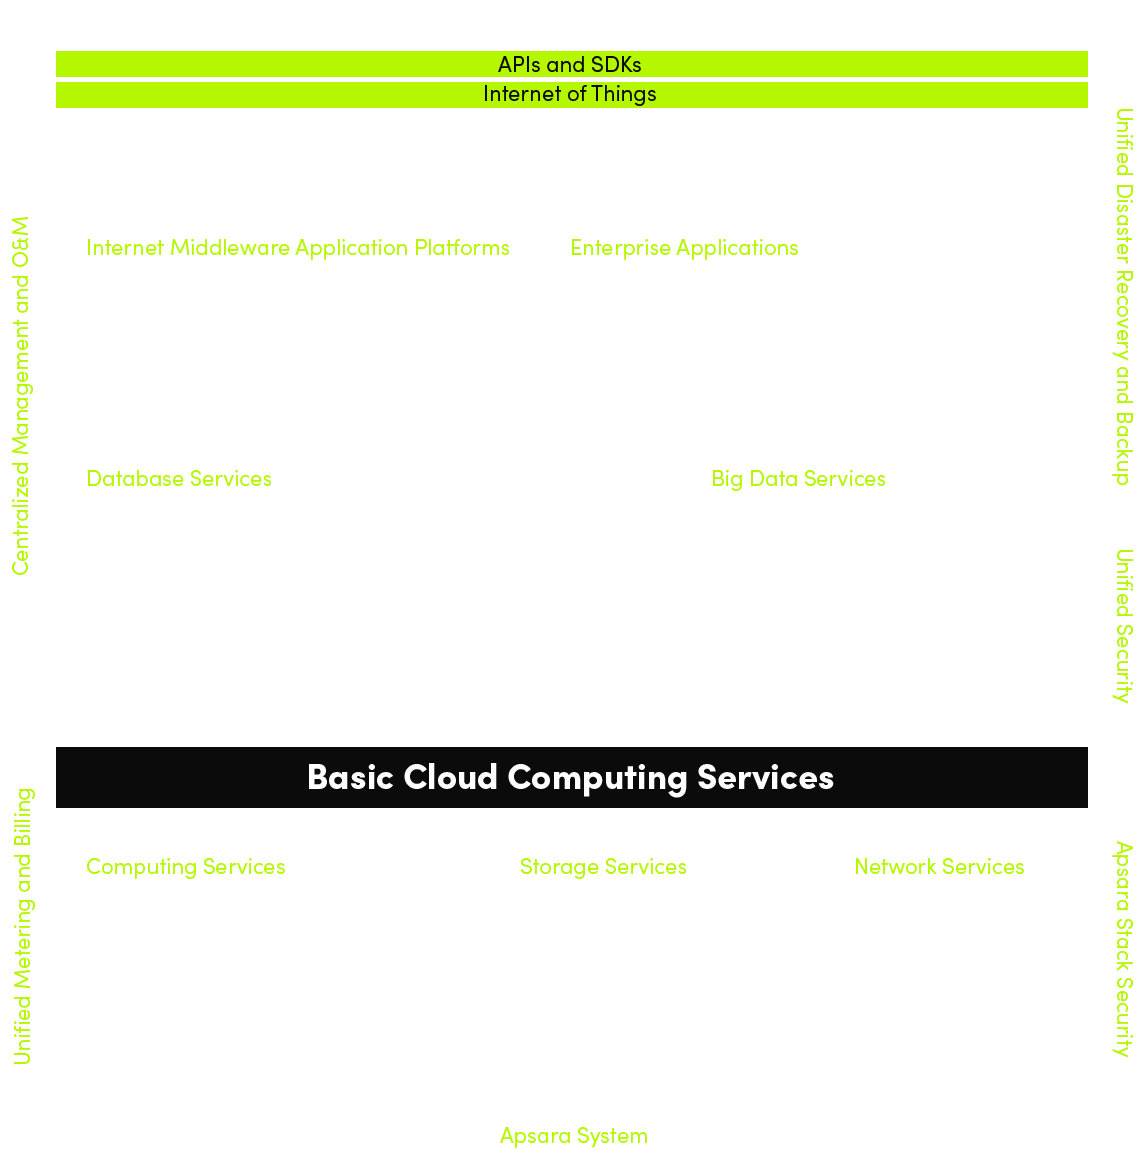 APIs and SDKs
Internet of Things
Centralized Management and O&M
Unified Disaster Recovery and Backup
Internet Middleware Application Platforms
Enterprise Applications
Database Services
Big Data Services
Unified Security
Basic Cloud Computing Services
Unified Metering and Billing
Computing Services
Storage Services
Network Services
Apsara Stack Security
Apsara System